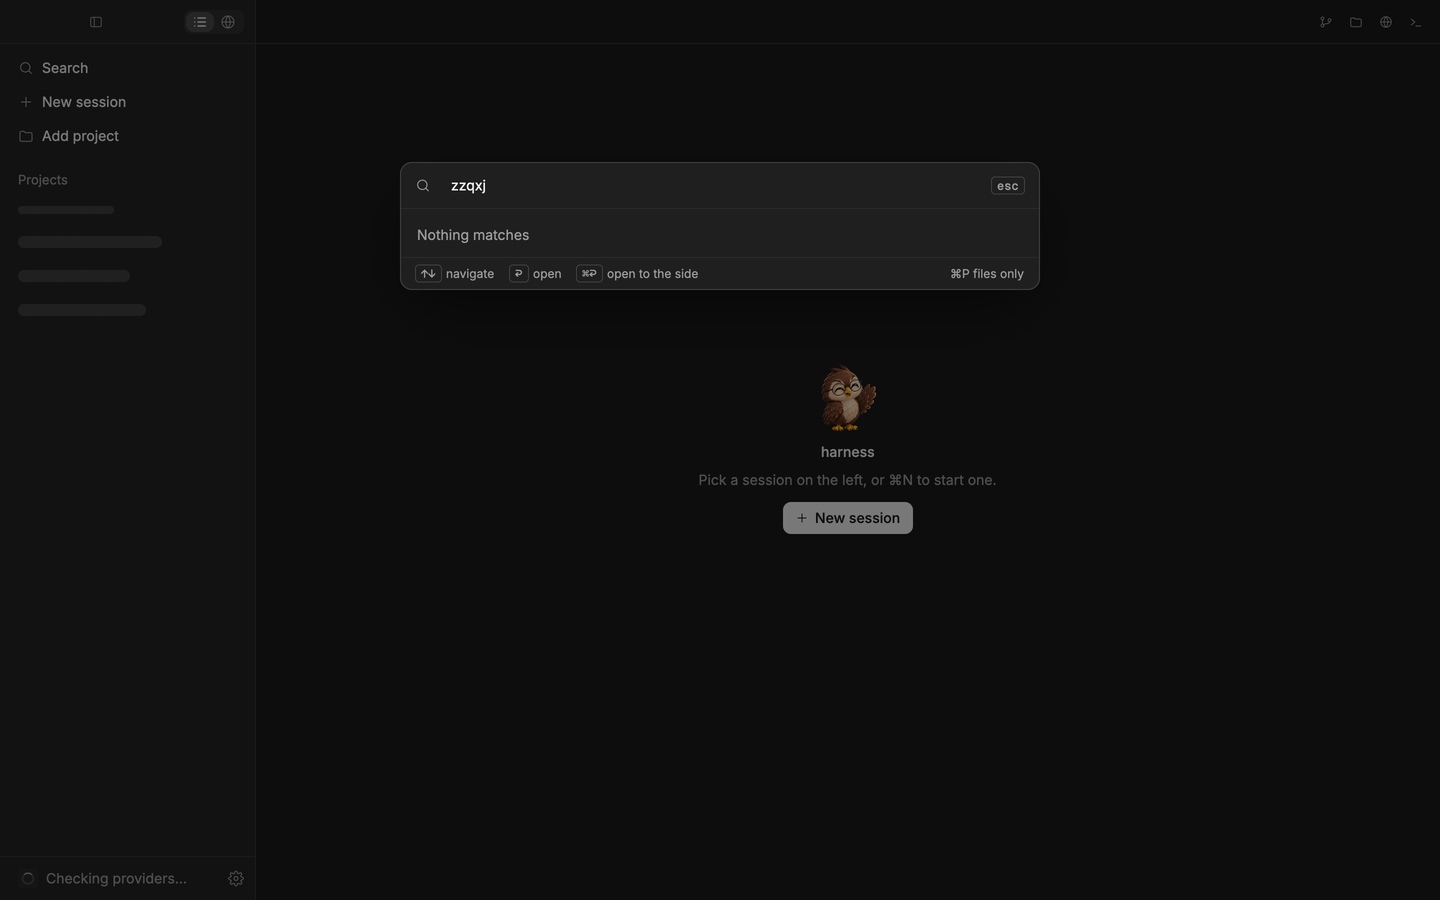 Search
New session
Add project
Projects
zzqxj
esc
Nothing matches
↑↓ navigate open ⌘ open to the side ⌘P files only
harness
Pick a session on the left, or ⌘N to start one.
New session
Checking providers...